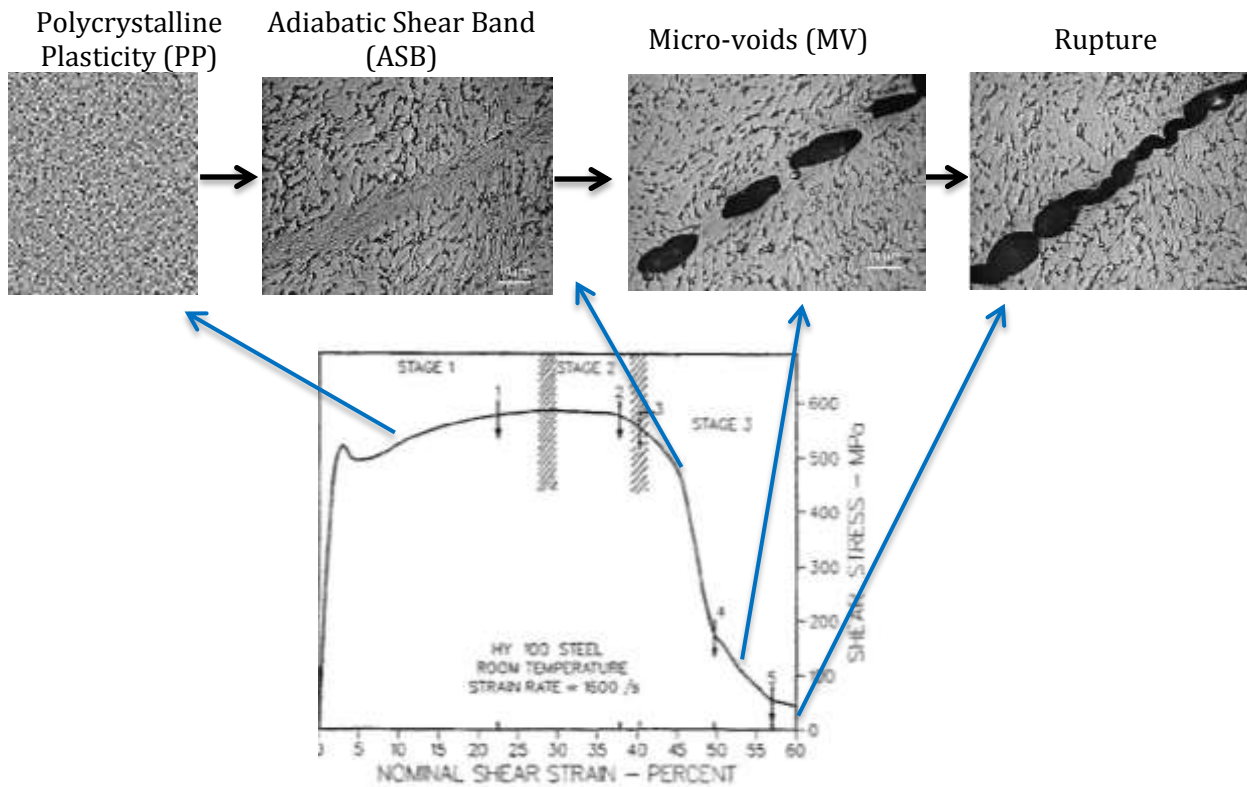 Polycrystalline
Plasticity (PP)
Adiabatic Shear Band
(ASB)
Micro-voids (MV)
Rupture
STAGE 1
STAGE 2
STAGE 3
1
2
3
4
5
HY 100 STEEL
ROOM TEMPERATURE
STRAIN RATE = 1600 /s
600
500
400
300
200
100
0
SHEAR STRESS - MPa
5 10 15 20 25 30 35 40 45 50 55 60
NOMINAL SHEAR STRAIN - PERCENT